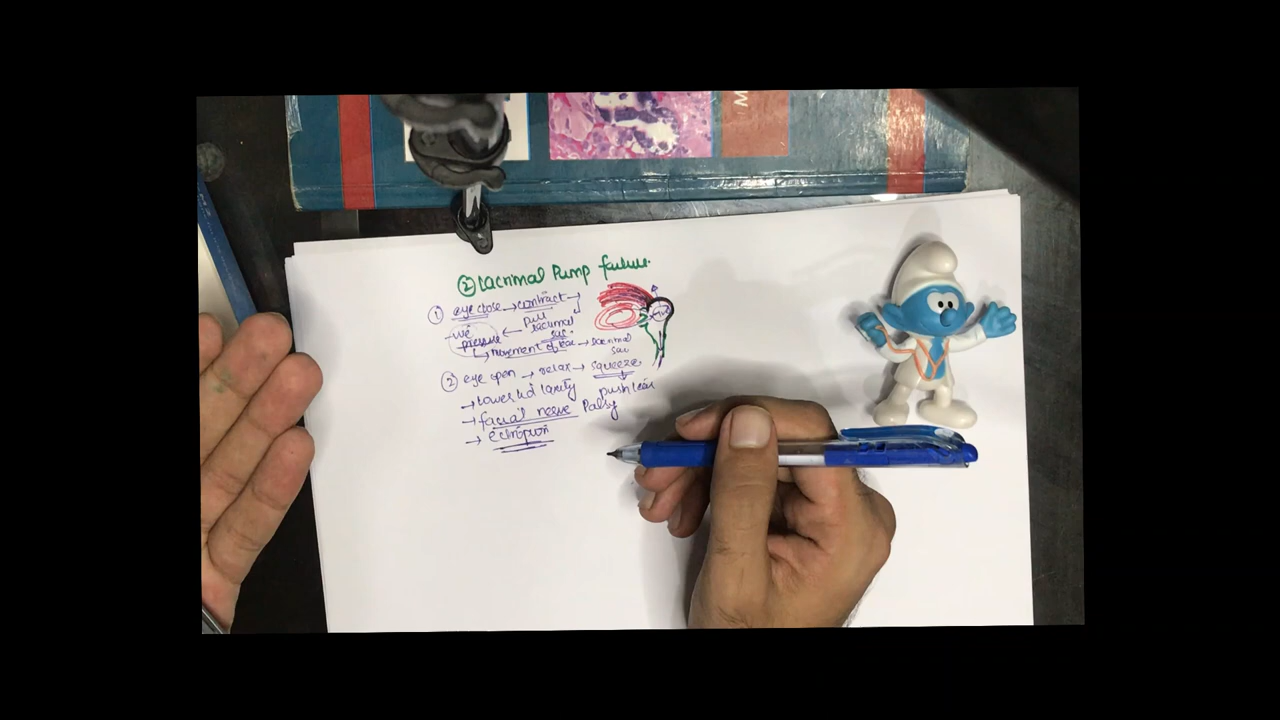 ② Lacrimal Pump failure.
① eye close → contract →
-ve ← pull lacrimal sac.
pressure
↳ movement of tear → lacrimal sac
② eye open → relax → squeeze
push tear
→ Lower lid laxity
→ facial nerve Palsy
→ ectropion
M